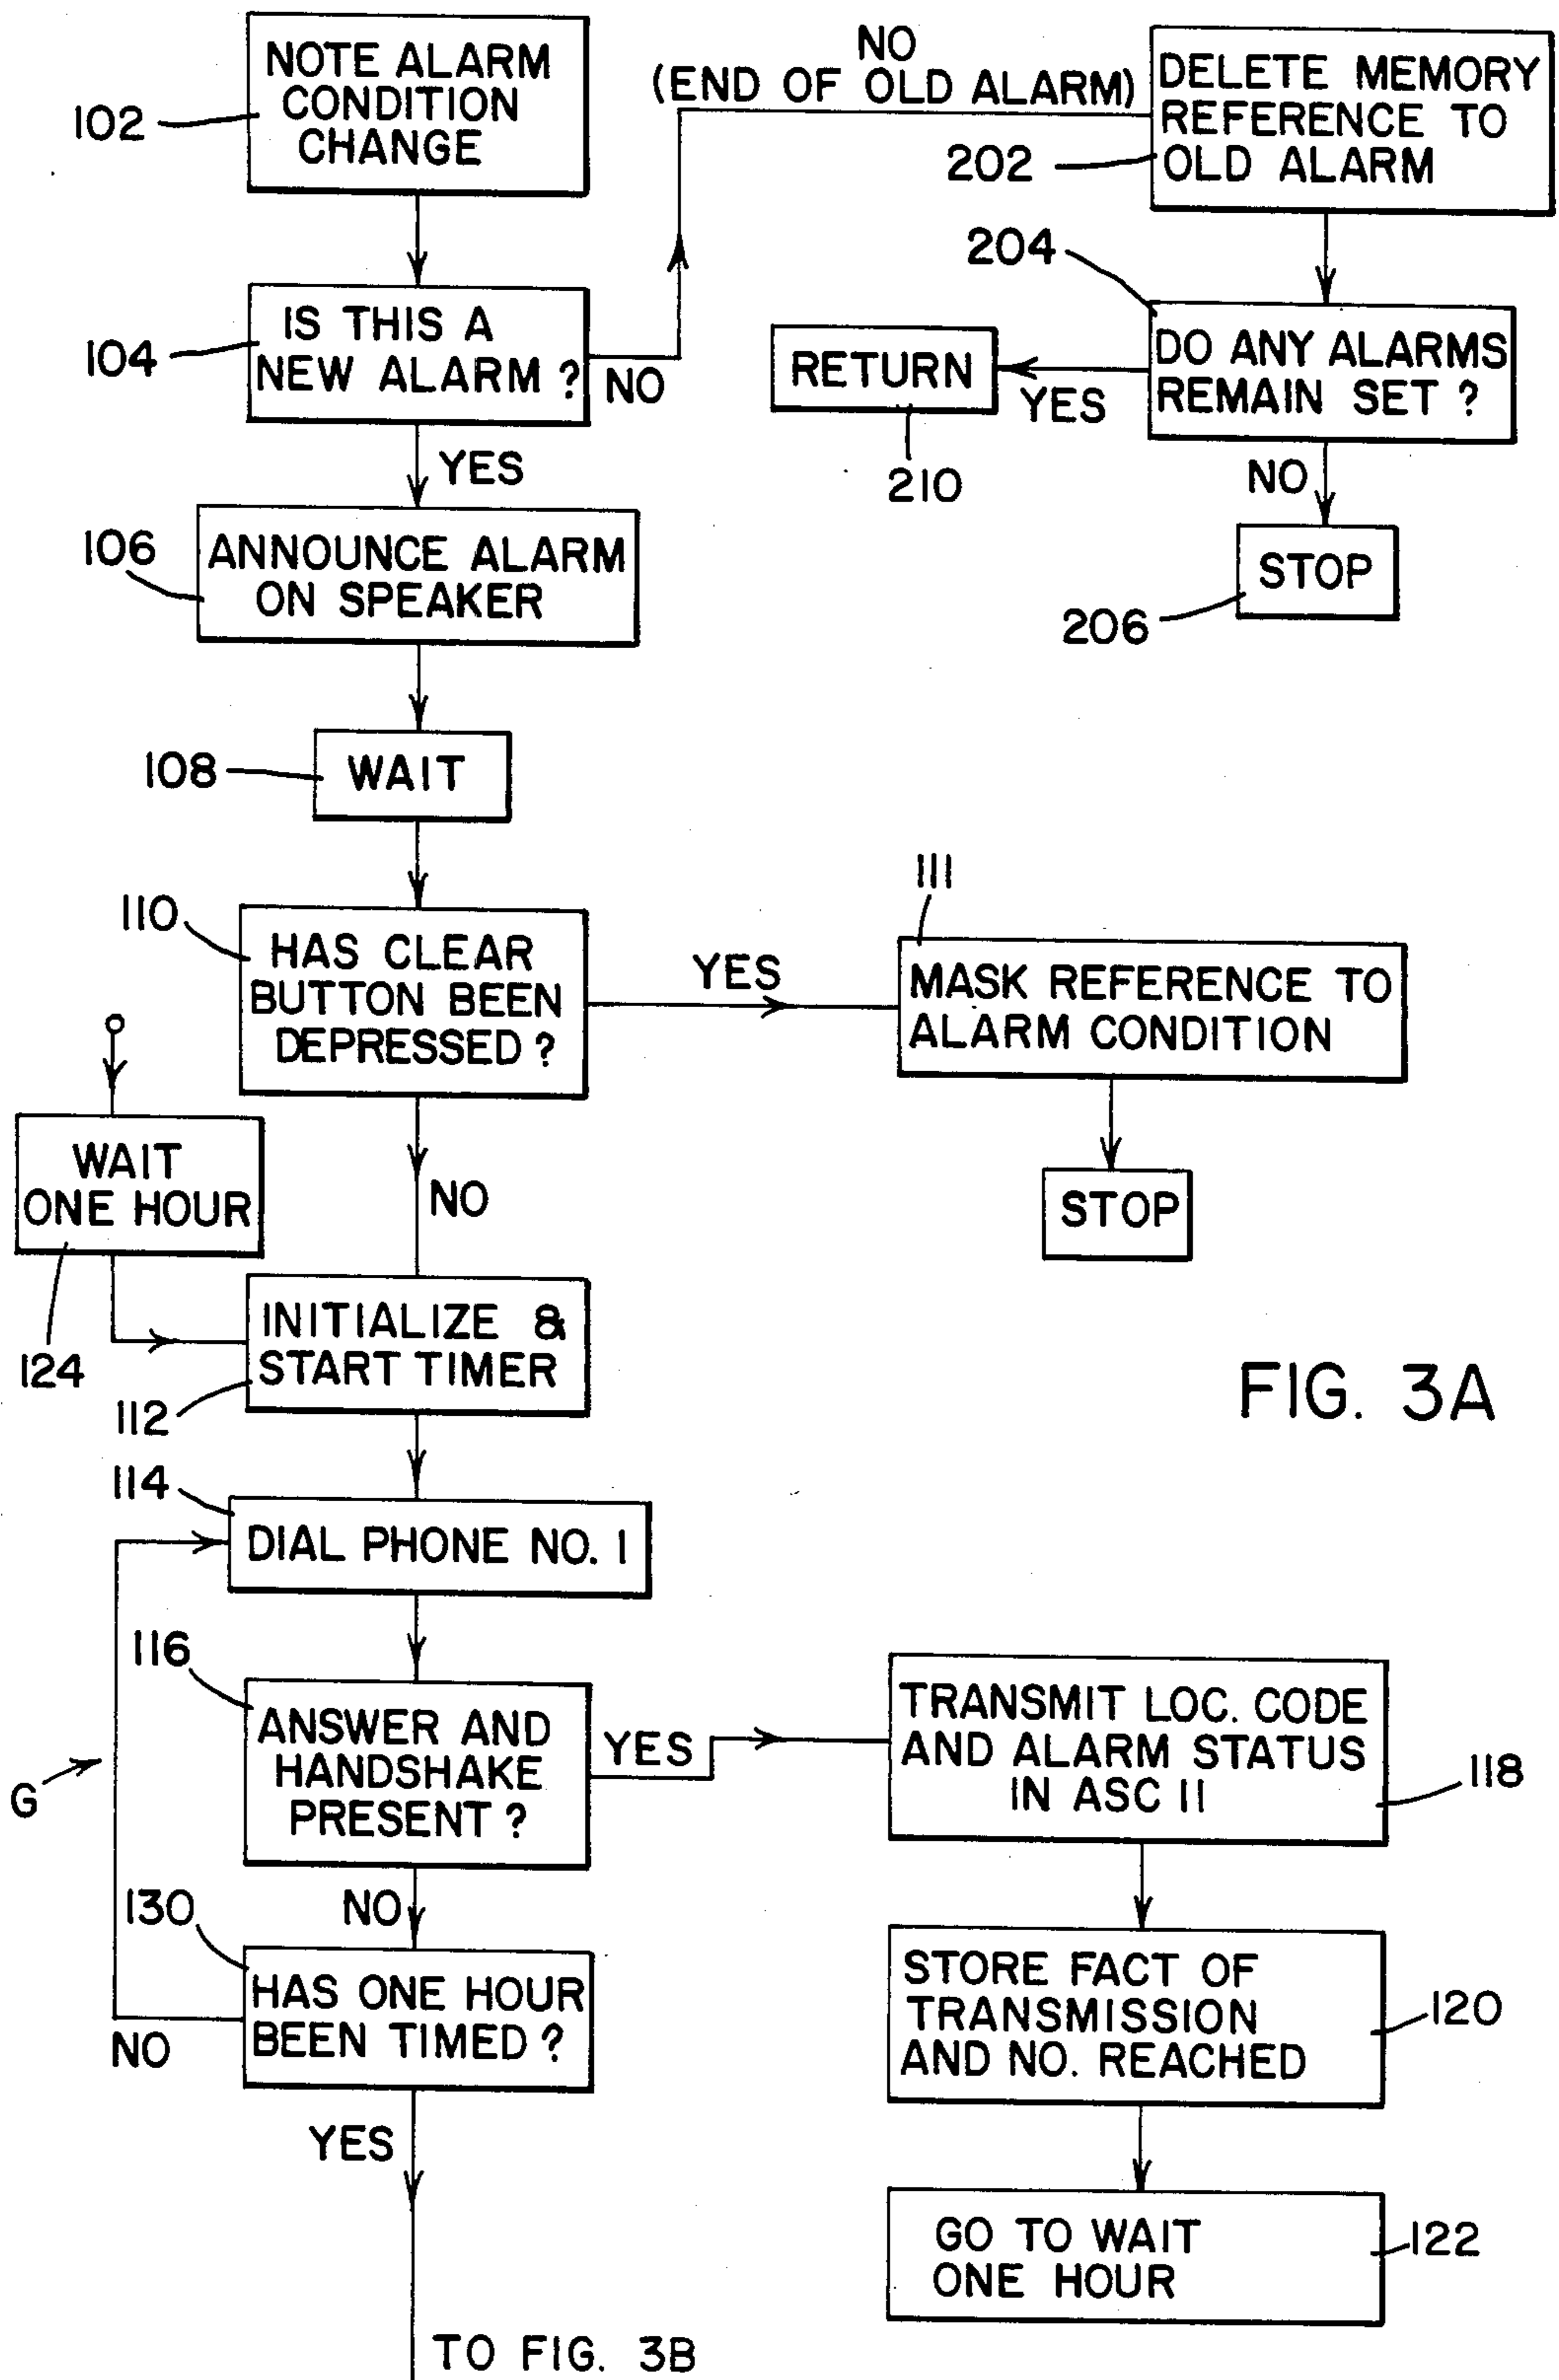 NOTE ALARM
CONDITION
CHANGE
102
NO
(END OF OLD ALARM)
DELETE MEMORY
REFERENCE TO
OLD ALARM
202
204
IS THIS A
NEW ALARM ?
104
NO
DO ANY ALARMS
REMAIN SET ?
YES
RETURN
210
NO
STOP
206
YES
106
ANNOUNCE ALARM
ON SPEAKER
108
WAIT
110
HAS CLEAR
BUTTON BEEN
DEPRESSED ?
YES
111
MASK REFERENCE TO
ALARM CONDITION
STOP
NO
WAIT
ONE HOUR
124
INITIALIZE &
START TIMER
112
FIG. 3A
114
DIAL PHONE NO. 1
116
ANSWER AND
HANDSHAKE
PRESENT ?
YES
TRANSMIT LOC. CODE
AND ALARM STATUS
IN ASC II
118
G
NO
130
HAS ONE HOUR
BEEN TIMED ?
NO
STORE FACT OF
TRANSMISSION
AND NO. REACHED
120
YES
GO TO WAIT
ONE HOUR
122
TO FIG. 3B